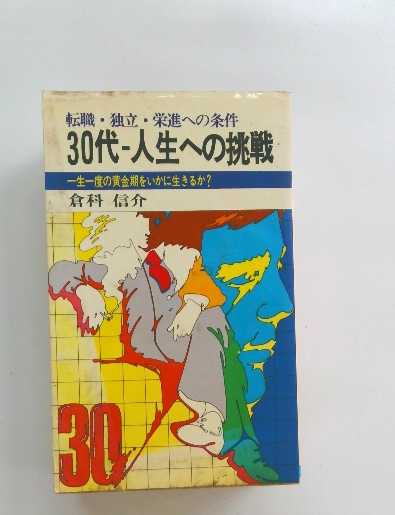 転職・独立・栄進への条件
30代-人生への挑戦
一生一度の黄金期をいかに生きるか?
倉科 信介
30